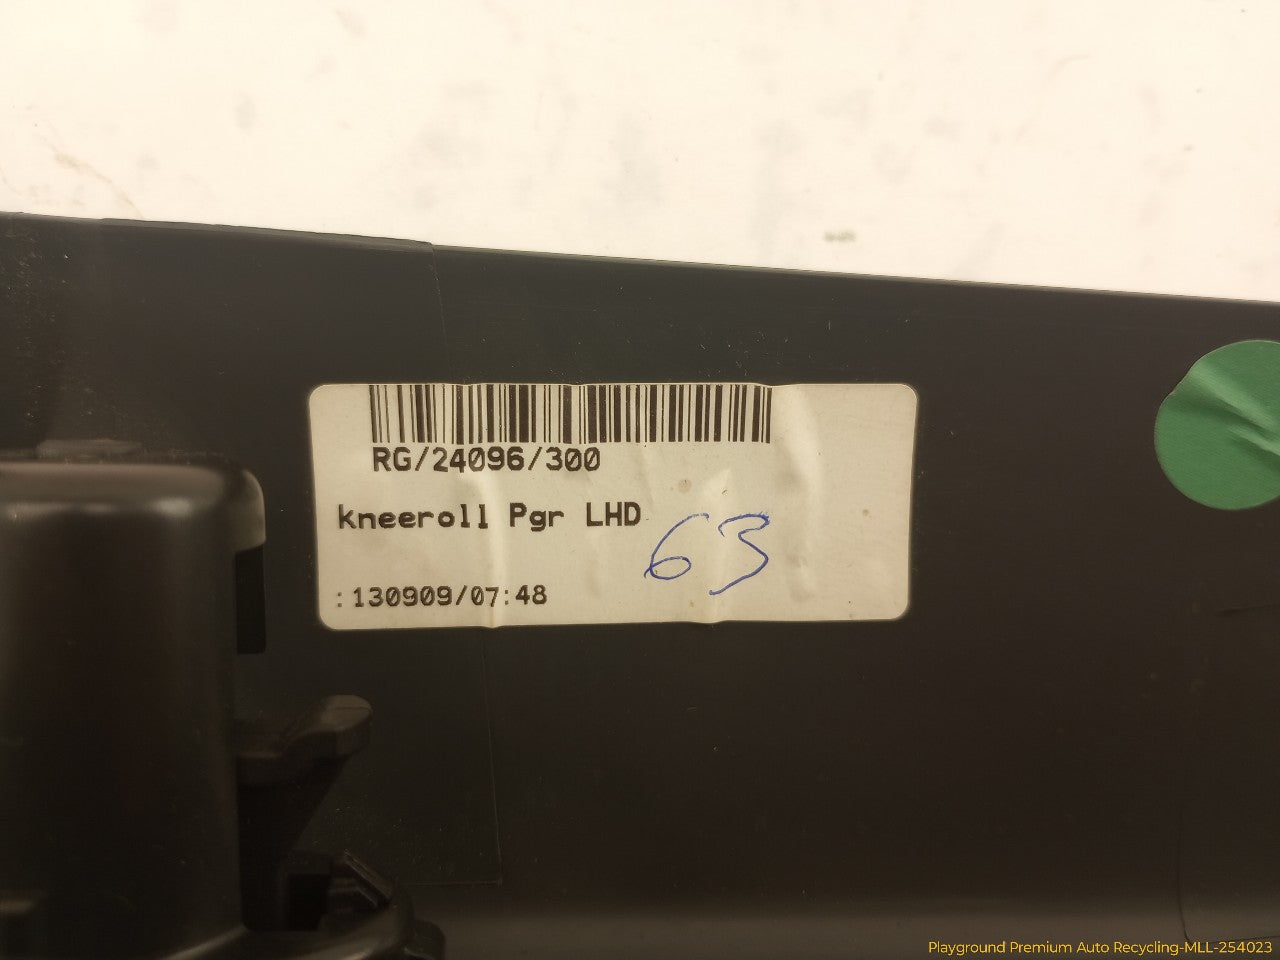 RG/24096/300
kneeroll Pgr LHD
63
:130909/07:48
Playground Premium Auto Recycling-MLL-254023